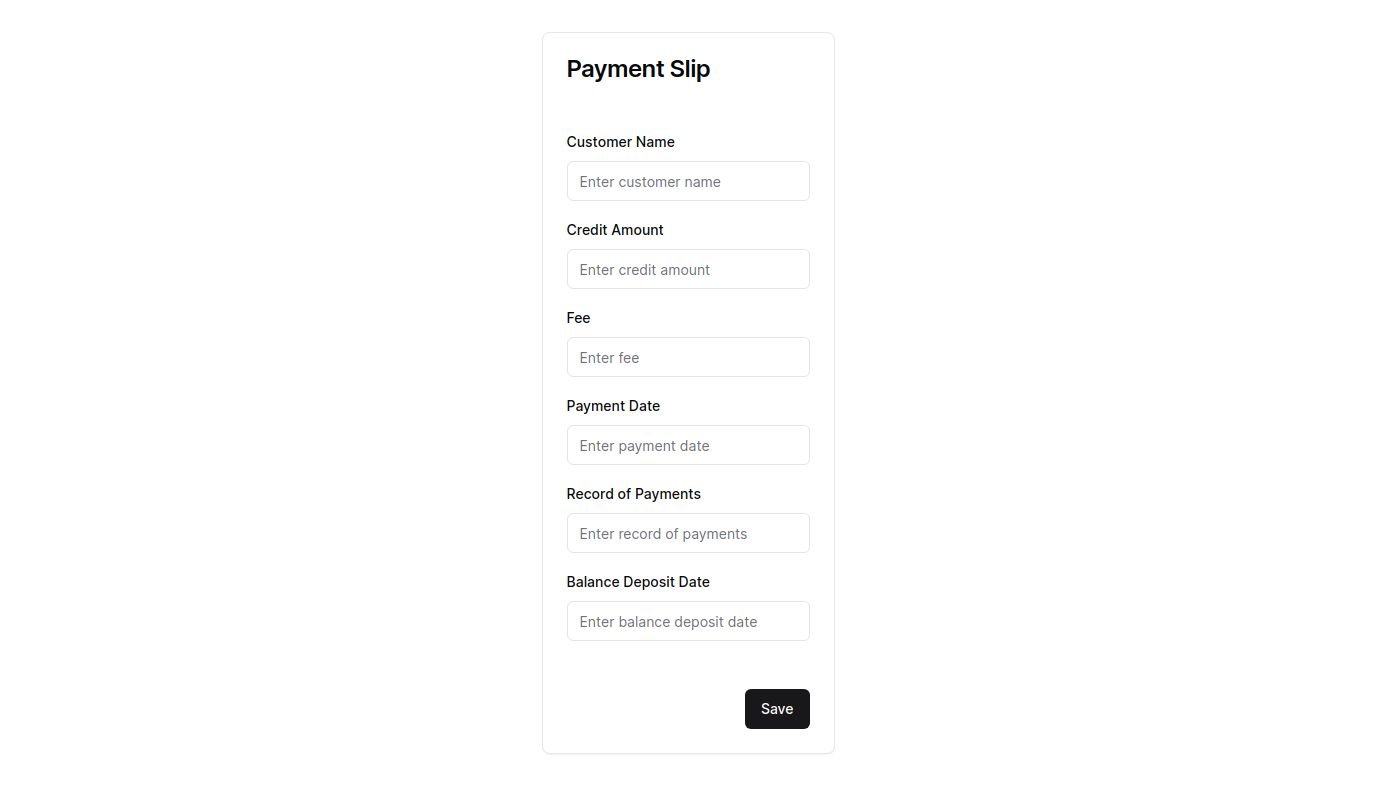 Payment Slip
Customer Name
Enter customer name
Credit Amount
Enter credit amount
Fee
Enter fee
Payment Date
Enter payment date
Record of Payments
Enter record of payments
Balance Deposit Date
Enter balance deposit date
Save